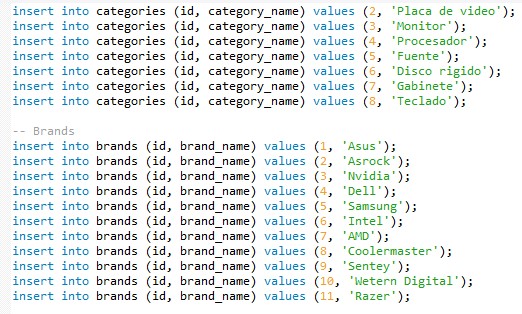 insert into categories (id, category_name) values (2, 'Placa de video');
insert into categories (id, category_name) values (3, 'Monitor');
insert into categories (id, category_name) values (4, 'Procesador');
insert into categories (id, category_name) values (5, 'Fuente');
insert into categories (id, category_name) values (6, 'Disco rigido');
insert into categories (id, category_name) values (7, 'Gabinete');
insert into categories (id, category_name) values (8, 'Teclado');
-- Brands
insert into brands (id, brand_name) values (1, 'Asus');
insert into brands (id, brand_name) values (2, 'Asrock');
insert into brands (id, brand_name) values (3, 'Nvidia');
insert into brands (id, brand_name) values (4, 'Dell');
insert into brands (id, brand_name) values (5, 'Samsung');
insert into brands (id, brand_name) values (6, 'Intel');
insert into brands (id, brand_name) values (7, 'AMD');
insert into brands (id, brand_name) values (8, 'Coolermaster');
insert into brands (id, brand_name) values (9, 'Sentey');
insert into brands (id, brand_name) values (10, 'Wetern Digital');
insert into brands (id, brand_name) values (11, 'Razer');